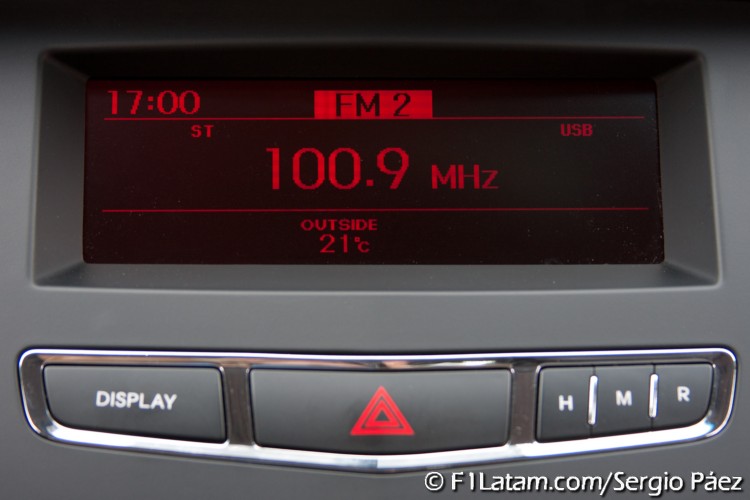 17:00 FM 2
ST USB
100.9 MHz
OUTSIDE
21°c
DISPLAY H M R
© F1Latam.com/Sergio Páez